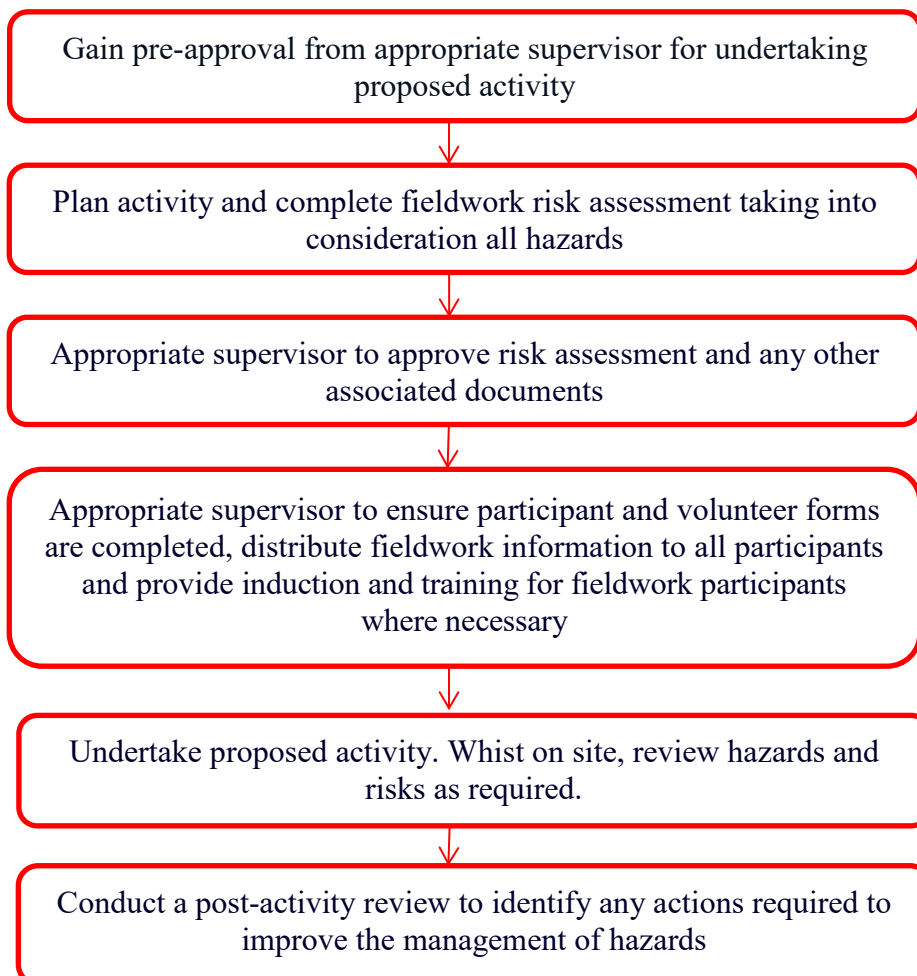 Gain pre-approval from appropriate supervisor for undertaking
proposed activity
Plan activity and complete fieldwork risk assessment taking into
consideration all hazards
Appropriate supervisor to approve risk assessment and any other
associated documents
Appropriate supervisor to ensure participant and volunteer forms
are completed, distribute fieldwork information to all participants
and provide induction and training for fieldwork participants
where necessary
Undertake proposed activity. Whist on site, review hazards and
risks as required.
Conduct a post-activity review to identify any actions required to
improve the management of hazards